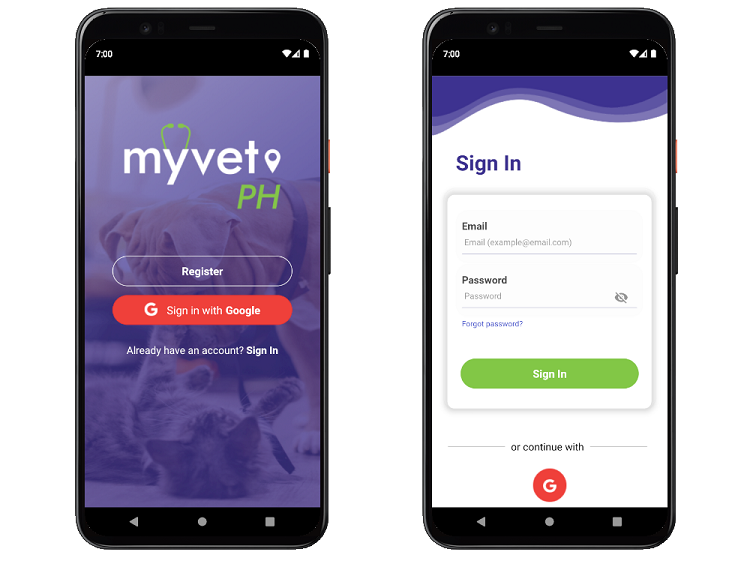 7:00
myvet
PH
Register
G Sign in with Google
Already have an account? Sign In
7:00
Sign In
Email
Email (example@email.com)
Password
Password
Forgot password?
Sign In
or continue with
G